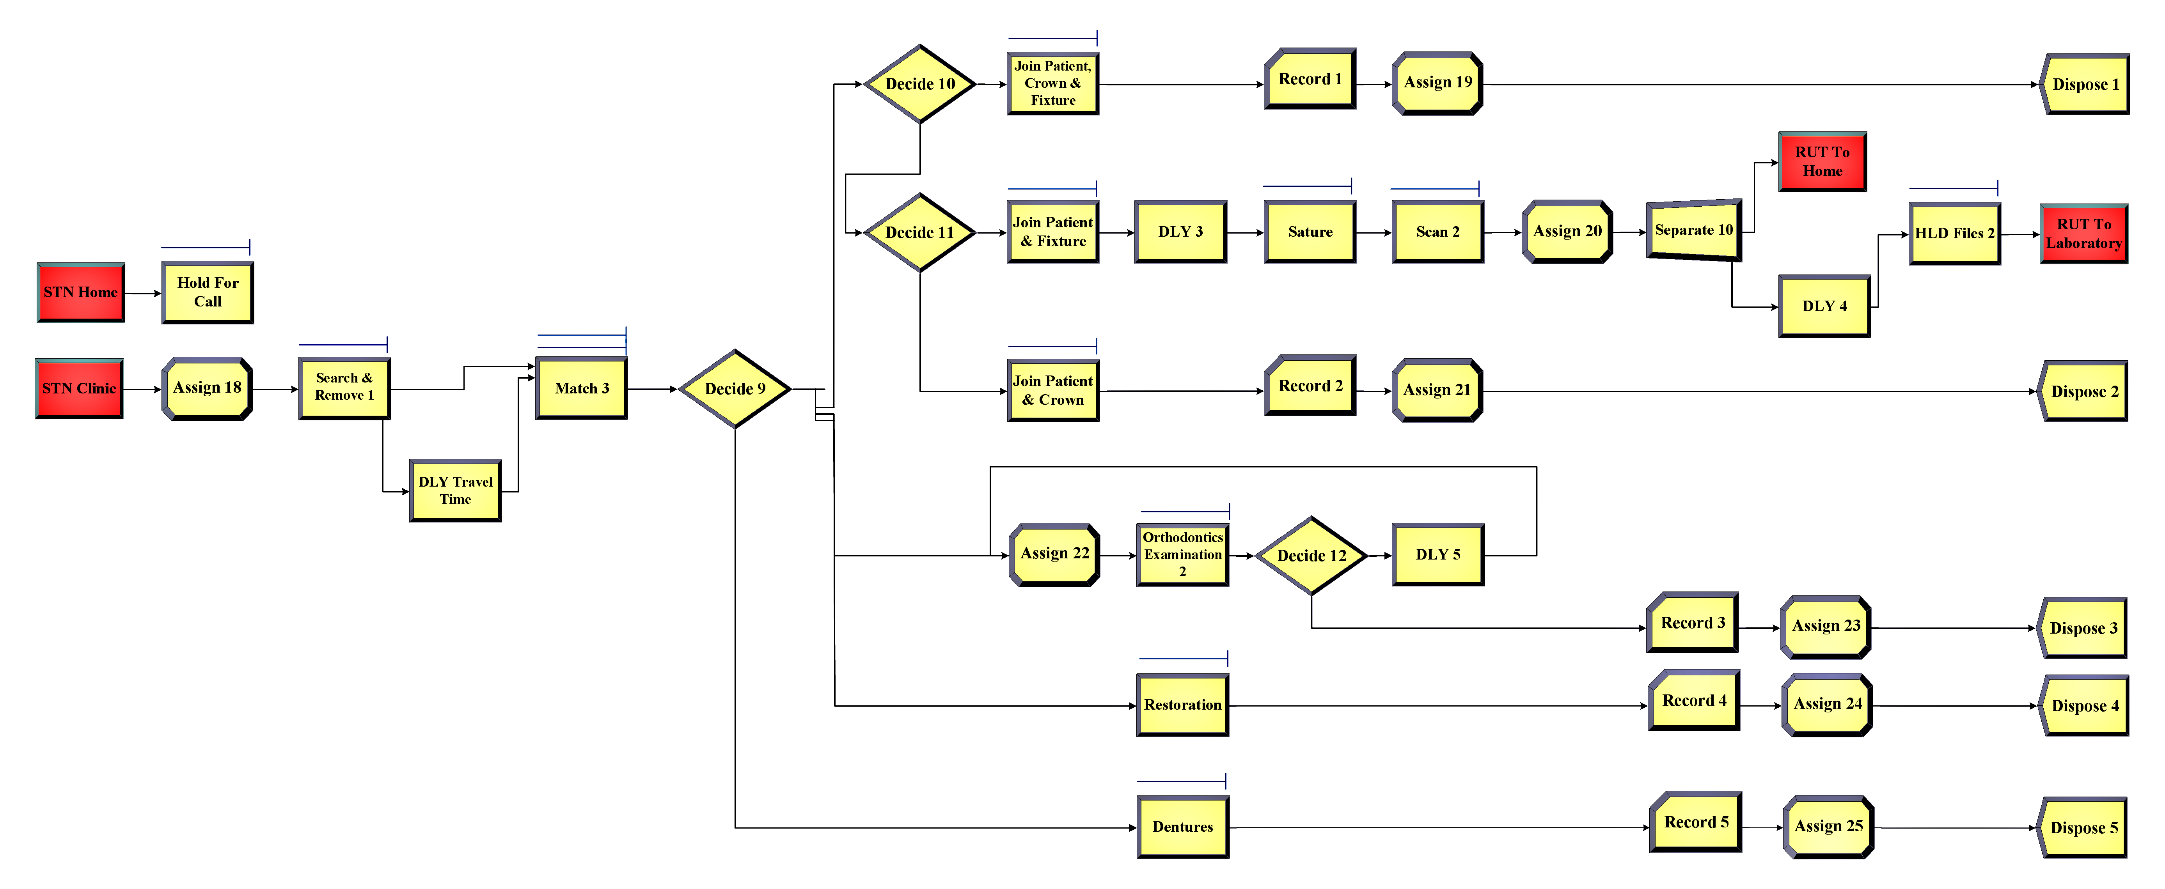 Decide 10
Join Patient,
Crown &
Fixture
Record 1
Assign 19
Dispose 1
RUT To
Home
Decide 11
Join Patient
& Fixture
DLY 3
Sature
Scan 2
Assign 20
Separate 10
HLD Files 2
RUT To
Laboratory
STN Home
Hold For
Call
DLY 4
STN Clinic
Assign 18
Search &
Remove 1
Match 3
Decide 9
Join Patient
& Crown
Record 2
Assign 21
Dispose 2
DLY Travel
Time
Assign 22
Orthodontics
Examination
2
Decide 12
DLY 5
Record 3
Assign 23
Dispose 3
Restoration
Record 4
Assign 24
Dispose 4
Dentures
Record 5
Assign 25
Dispose 5